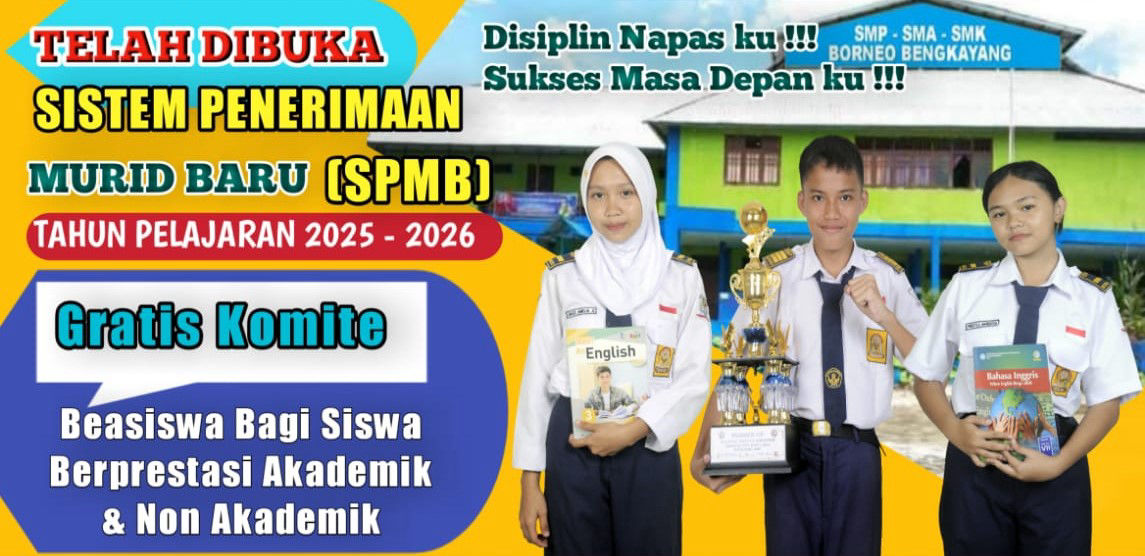 TELAH DIBUKA
SISTEM PENERIMAAN
MURID BARU (SPMB)
TAHUN PELAJARAN 2025 - 2026
Gratis Komite
Beasiswa Bagi Siswa
Berprestasi Akademik
& Non Akademik
Disiplin Napas ku !!!
Sukses Masa Depan ku !!!
SMP - SMA - SMK
BORNEO BENGKAYANG
English
3
Bahasa Inggris